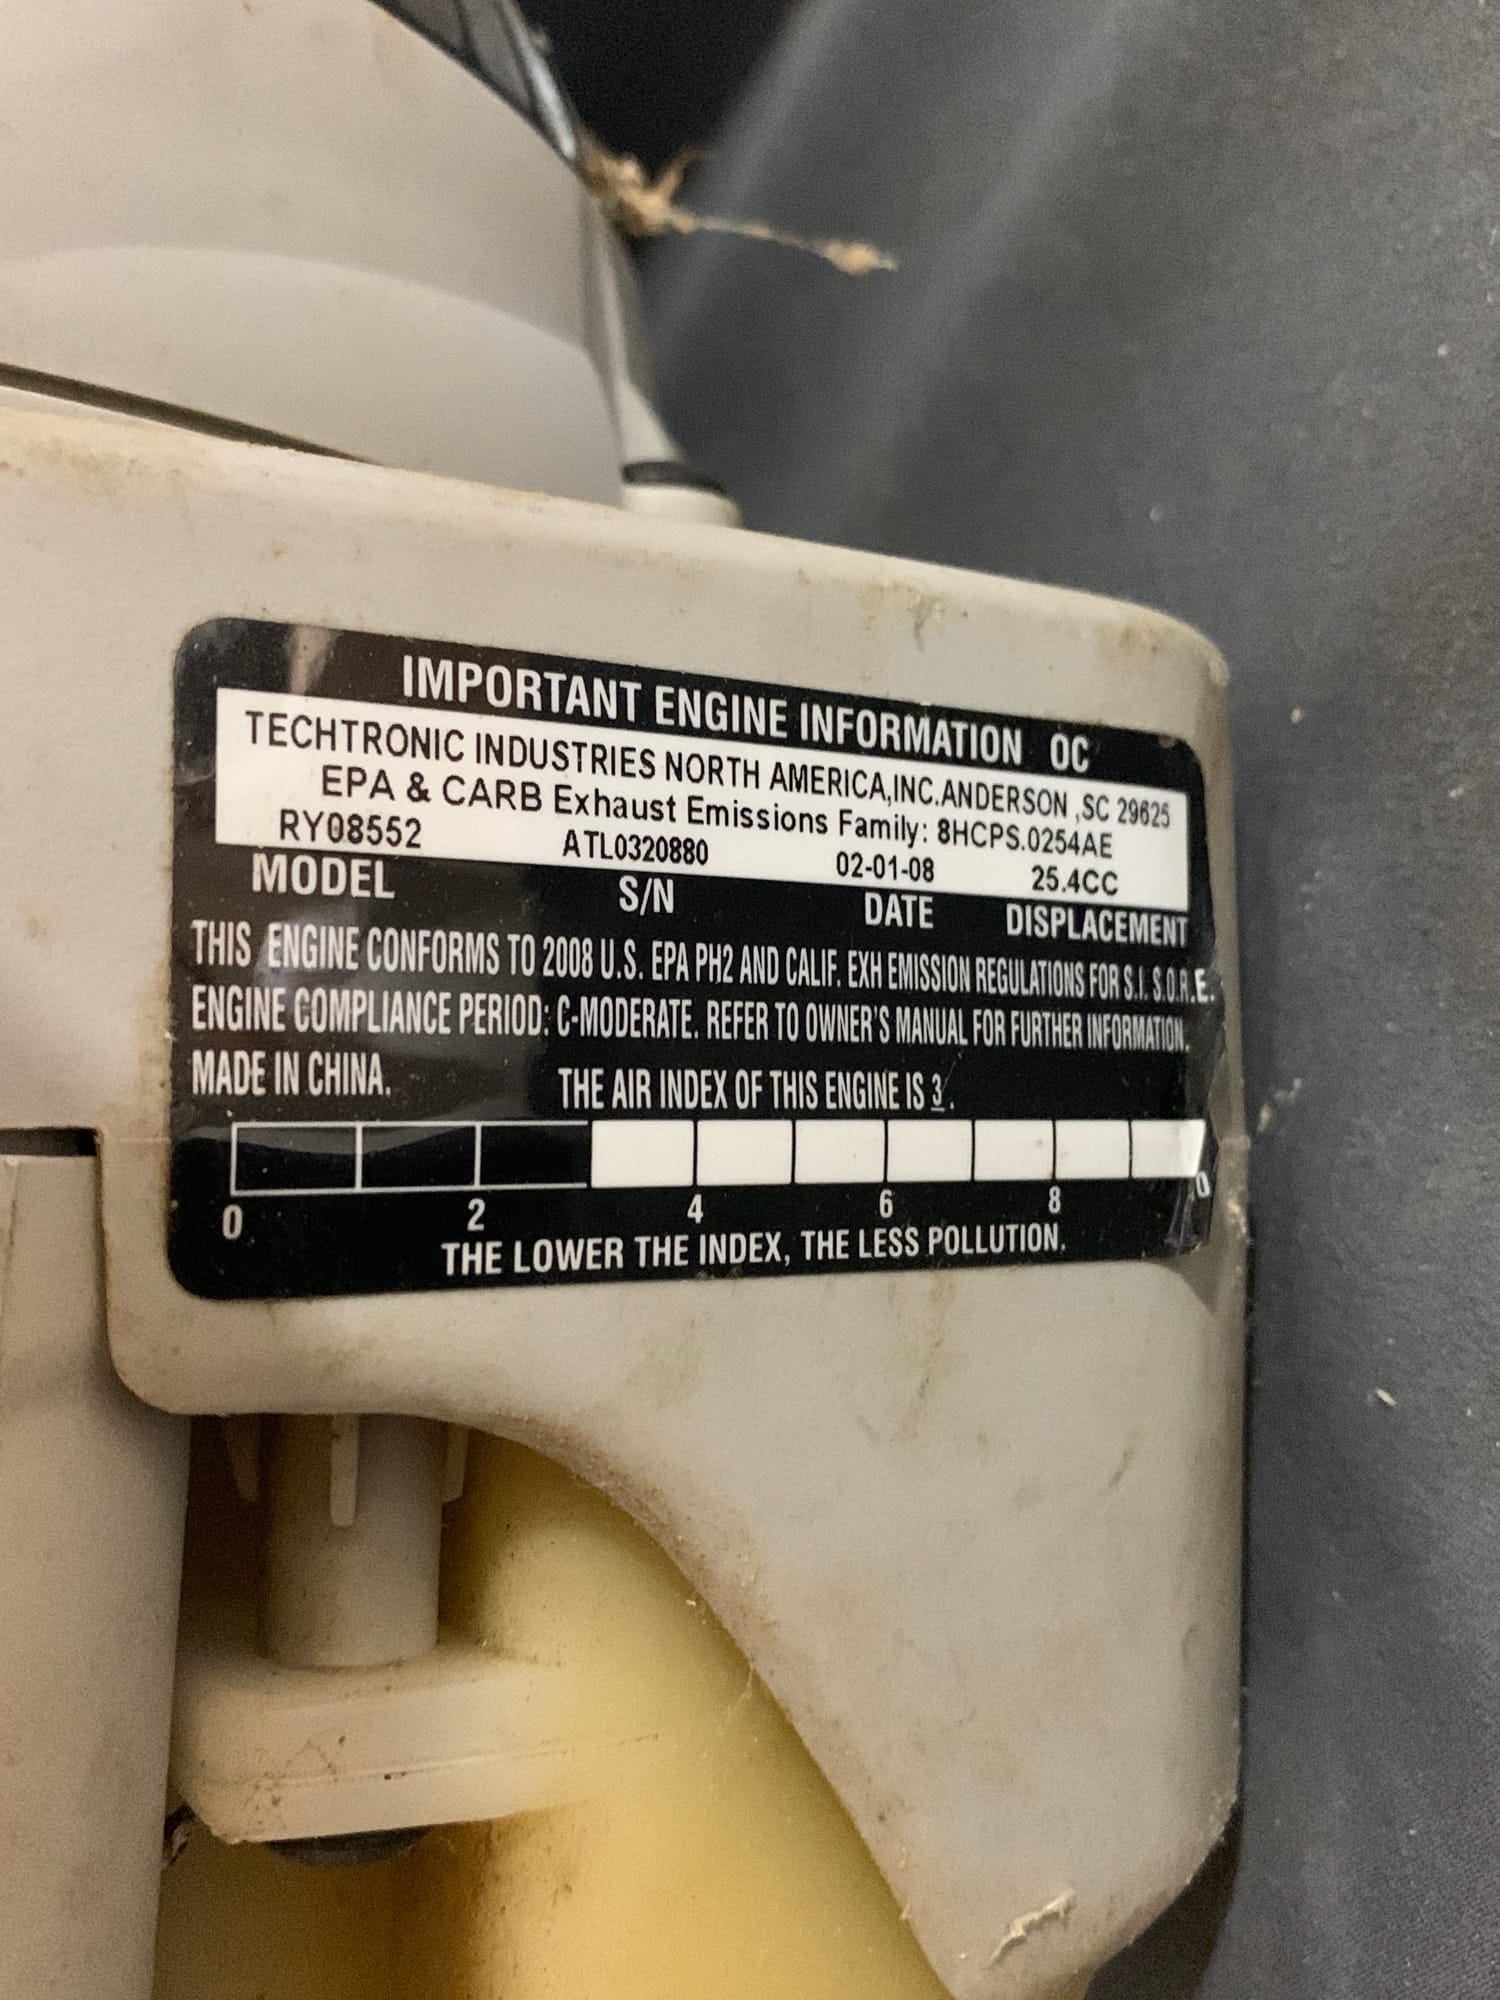 IMPORTANT ENGINE INFORMATION OC
TECHTRONIC INDUSTRIES NORTH AMERICA,INC.ANDERSON ,SC 29625
EPA & CARB Exhaust Emissions Family: 8HCPS.0254AE
RY08552 ATL0320880 02-01-08 25.4CC
MODEL S/N DATE DISPLACEMENT
THIS ENGINE CONFORMS TO 2008 U.S. EPA PH2 AND CALIF. EXH EMISSION REGULATIONS FOR S.I. S.O.R.E.
ENGINE COMPLIANCE PERIOD: C-MODERATE. REFER TO OWNER'S MANUAL FOR FURTHER INFORMATION.
MADE IN CHINA. THE AIR INDEX OF THIS ENGINE IS 3.
0 2 4 6 8 0
THE LOWER THE INDEX, THE LESS POLLUTION.